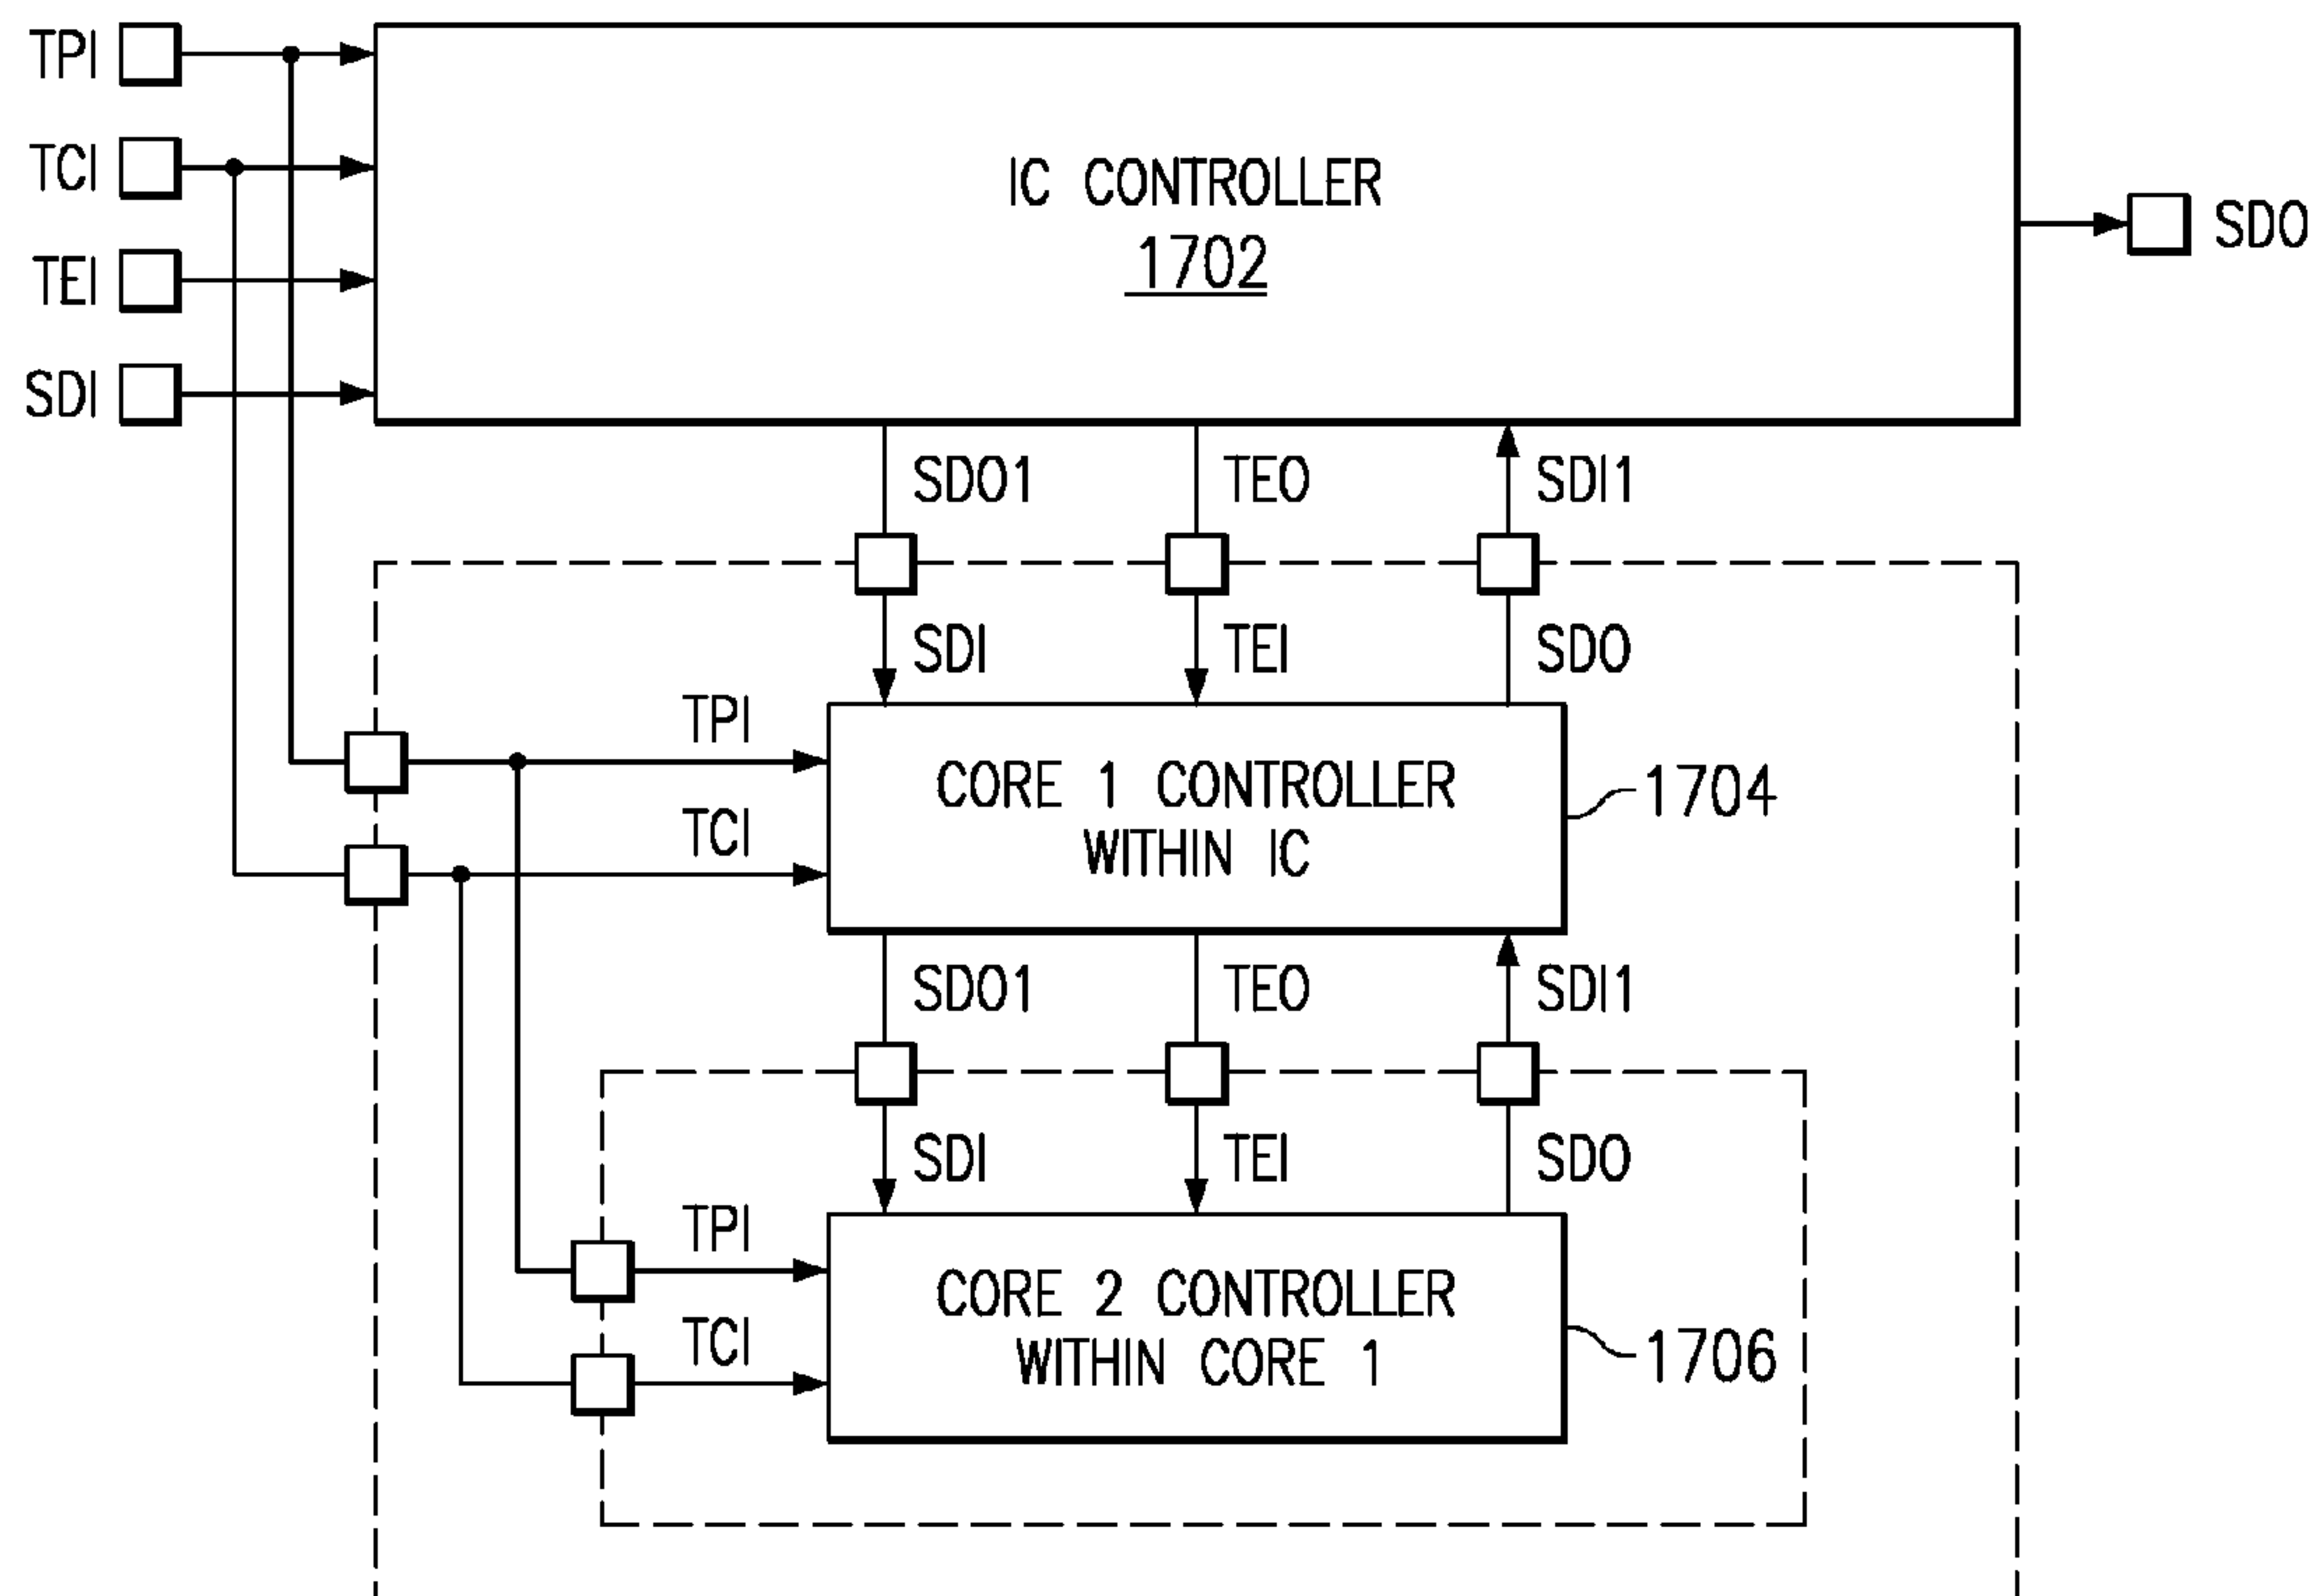 TPI
TCI
TEI
SDI
IC CONTROLLER
1702
SDO
SDO1 TEO SDI1
SDI TEI SDO
TPI
TCI
CORE 1 CONTROLLER
WITHIN IC
1704
SDO1 TEO SDI1
SDI TEI SDO
TPI
TCI
CORE 2 CONTROLLER
WITHIN CORE 1
1706